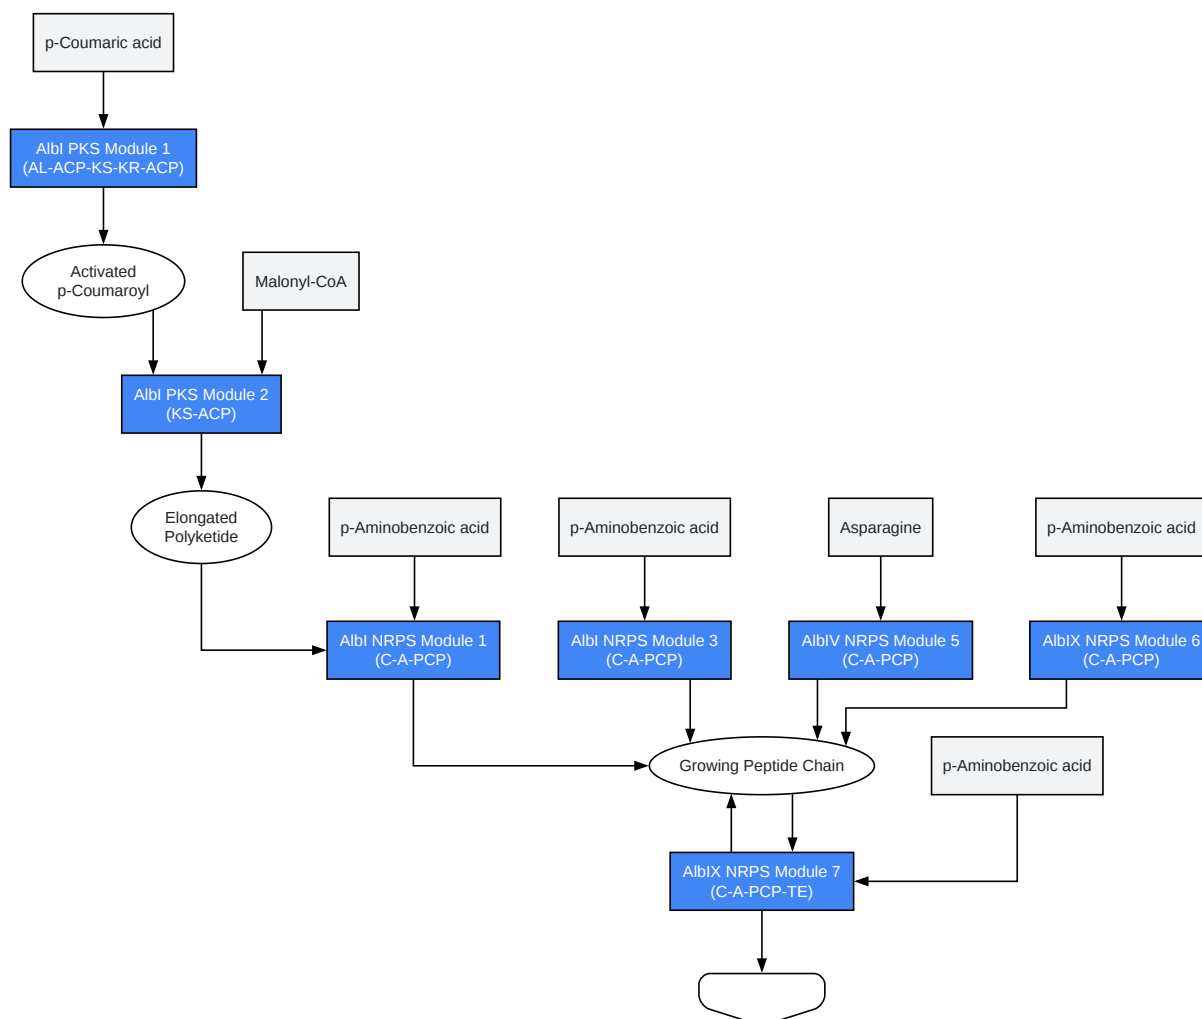 p-Coumaric acid
AlbI PKS Module 1
(AL-ACP-KS-KR-ACP)
Activated
p-Coumaroyl
Malonyl-CoA
AlbI PKS Module 2
(KS-ACP)
Elongated
Polyketide
p-Aminobenzoic acid
p-Aminobenzoic acid
Asparagine
p-Aminobenzoic acid
AlbI NRPS Module 1
(C-A-PCP)
AlbI NRPS Module 3
(C-A-PCP)
AlbIV NRPS Module 5
(C-A-PCP)
AlbIX NRPS Module 6
(C-A-PCP)
Growing Peptide Chain
p-Aminobenzoic acid
AlbIX NRPS Module 7
(C-A-PCP-TE)